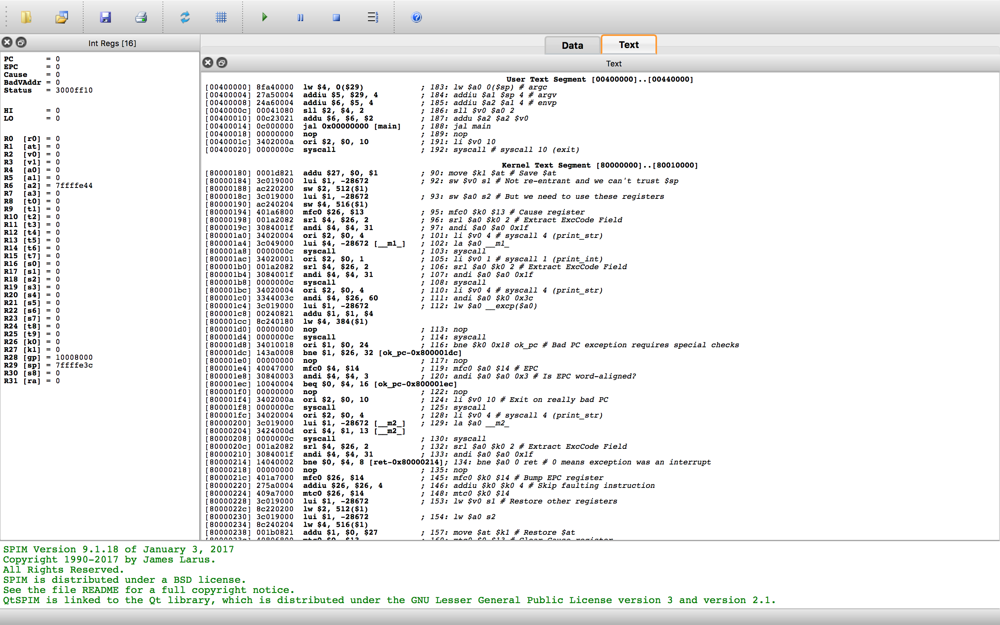 Int Regs [16]
PC = 0
EPC = 0
Cause = 0
BadVAddr = 0
Status = 3000ff10
HI = 0
LO = 0
R0 [r0] = 0
R1 [at] = 0
R2 [v0] = 0
R3 [v1] = 0
R4 [a0] = 0
R5 [a1] = 0
R6 [a2] = 7ffffe44
R7 [a3] = 0
R8 [t0] = 0
R9 [t1] = 0
R10 [t2] = 0
R11 [t3] = 0
R12 [t4] = 0
R13 [t5] = 0
R14 [t6] = 0
R15 [t7] = 0
R16 [s0] = 0
R17 [s1] = 0
R18 [s2] = 0
R19 [s3] = 0
R20 [s4] = 0
R21 [s5] = 0
R22 [s6] = 0
R23 [s7] = 0
R24 [t8] = 0
R25 [t9] = 0
R26 [k0] = 0
R27 [k1] = 0
R28 [gp] = 10008000
R29 [sp] = 7ffffe3c
R30 [s8] = 0
R31 [ra] = 0
Data Text
Text
User Text Segment [00400000]..[00440000]
[00400000] 8fa40000 lw $4, 0($29) ; 183: lw $a0 0($sp) # argc
[00400004] 27a50004 addiu $5, $29, 4 ; 184: addiu $a1 $sp 4 # argv
[00400008] 24a60004 addiu $6, $5, 4 ; 185: addiu $a2 $a1 4 # envp
[0040000c] 00041080 sll $2, $4, 2 ; 186: sll $v0 $a0 2
[00400010] 00c23021 addu $6, $6, $2 ; 187: addu $a2 $a2 $v0
[00400014] 0c000000 jal 0x00000000 [main] ; 188: jal main
[00400018] 00000000 nop ; 189: nop
[0040001c] 3402000a ori $2, $0, 10 ; 191: li $v0 10
[00400020] 0000000c syscall ; 192: syscall # syscall 10 (exit)
Kernel Text Segment [80000000]..[80010000]
[80000180] 0001d821 addu $27, $0, $1 ; 90: move $k1 $at # Save $at
[80000184] 3c019000 lui $1, -28672 ; 92: sw $v0 s1 # Not re-entrant and we can't trust $sp
[80000188] ac220200 sw $2, 512($1)
[8000018c] 3c019000 lui $1, -28672 ; 93: sw $a0 s2 # But we need to use these registers
[80000190] ac240204 sw $4, 516($1)
[80000194] 401a6800 mfc0 $26, $13 ; 95: mfc0 $k0 $13 # Cause register
[80000198] 001a2082 srl $4, $26, 2 ; 96: srl $a0 $k0 2 # Extract ExcCode Field
[8000019c] 3084001f andi $4, $4, 31 ; 97: andi $a0 $a0 0x1f
[800001a0] 34020004 ori $2, $0, 4 ; 101: li $v0 4 # syscall 4 (print_str)
[800001a4] 3c049000 lui $4, -28672 [__m1_] ; 102: la $a0 __m1_
[800001a8] 0000000c syscall ; 103: syscall
[800001ac] 34020001 ori $2, $0, 1 ; 105: li $v0 1 # syscall 1 (print_int)
[800001b0] 001a2082 srl $4, $26, 2 ; 106: srl $a0 $k0 2 # Extract ExcCode Field
[800001b4] 3084001f andi $4, $4, 31 ; 107: andi $a0 $a0 0x1f
[800001b8] 0000000c syscall ; 108: syscall
[800001bc] 34020004 ori $2, $0, 4 ; 110: li $v0 4 # syscall 4 (print_str)
[800001c0] 3344003c andi $4, $26, 60 ; 111: andi $a0 $k0 0x3c
[800001c4] 3c019000 lui $1, -28672 ; 112: lw $a0 __excp($a0)
[800001c8] 00240821 addu $1, $1, $4
[800001cc] 8c240180 lw $4, 384($1)
[800001d0] 00000000 nop ; 113: nop
[800001d4] 0000000c syscall ; 114: syscall
[800001d8] 34010018 ori $1, $0, 24 ; 116: bne $k0 0x18 ok_pc # Bad PC exception requires special checks
[800001dc] 143a0008 bne $1, $26, 32 [ok_pc-0x800001dc]
[800001e0] 00000000 nop ; 117: nop
[800001e4] 40047000 mfc0 $4, $14 ; 119: mfc0 $a0 $14 # EPC
[800001e8] 30840003 andi $4, $4, 3 ; 120: andi $a0 $a0 0x3 # Is EPC word-aligned?
[800001ec] 10040004 beq $0, $4, 16 [ok_pc-0x800001ec]
[800001f0] 00000000 nop ; 122: nop
[800001f4] 3402000a ori $2, $0, 10 ; 124: li $v0 10 # Exit on really bad PC
[800001f8] 0000000c syscall ; 125: syscall
[800001fc] 34020004 ori $2, $0, 4 ; 128: li $v0 4 # syscall 4 (print_str)
[80000200] 3c019000 lui $1, -28672 [__m2_] ; 129: la $a0 __m2_
[80000204] 3424000d ori $4, $1, 13 [__m2_]
[80000208] 0000000c syscall ; 130: syscall
[8000020c] 001a2082 srl $4, $26, 2 ; 132: srl $a0 $k0 2 # Extract ExcCode Field
[80000210] 3084001f andi $4, $4, 31 ; 133: andi $a0 $a0 0x1f
[80000214] 14040002 bne $0, $4, 8 [ret-0x80000214]; 134: bne $a0 0 ret # 0 means exception was an interrupt
[80000218] 00000000 nop ; 135: nop
[8000021c] 401a7000 mfc0 $26, $14 ; 145: mfc0 $k0 $14 # Bump EPC register
[80000220] 275a0004 addiu $26, $26, 4 ; 146: addiu $k0 $k0 4 # Skip faulting instruction
[80000224] 409a7000 mtc0 $26, $14 ; 148: mtc0 $k0 $14
[80000228] 3c019000 lui $1, -28672 ; 153: lw $v0 s1 # Restore other registers
[8000022c] 8c220200 lw $2, 512($1)
[80000230] 3c019000 lui $1, -28672 ; 154: lw $a0 s2
[80000234] 8c240204 lw $4, 516($1)
[80000238] 001b0821 addu $1, $0, $27 ; 157: move $at $k1 # Restore $at
SPIM Version 9.1.18 of January 3, 2017
Copyright 1990-2017 by James Larus.
All Rights Reserved.
SPIM is distributed under a BSD license.
See the file README for a full copyright notice.
QtSPIM is linked to the Qt library, which is distributed under the GNU Lesser General Public License version 3 and version 2.1.